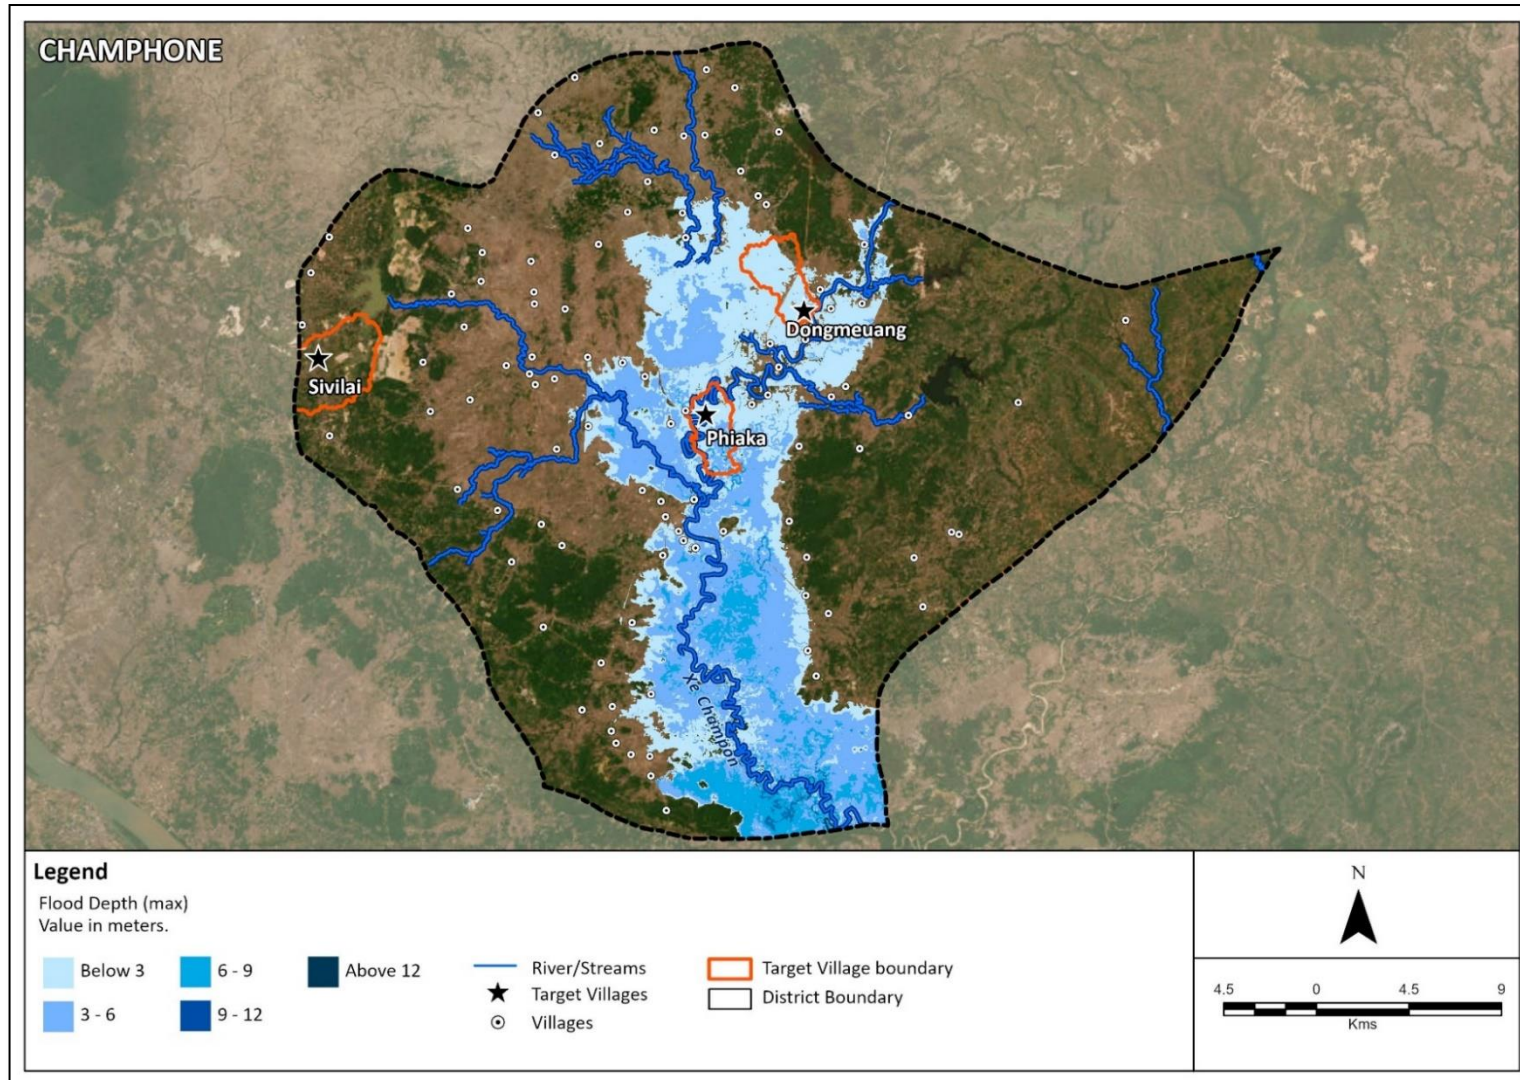 CHAMPHONE
Dongmeuang
Sivilai
Phiaka
Xe Champon
Legend
Flood Depth (max)
Value in meters.
Below 3
3 - 6
6 - 9
9 - 12
Above 12
River/Streams
Target Villages
Villages
Target Village boundary
District Boundary
N
4.5 0 4.5 9
Kms